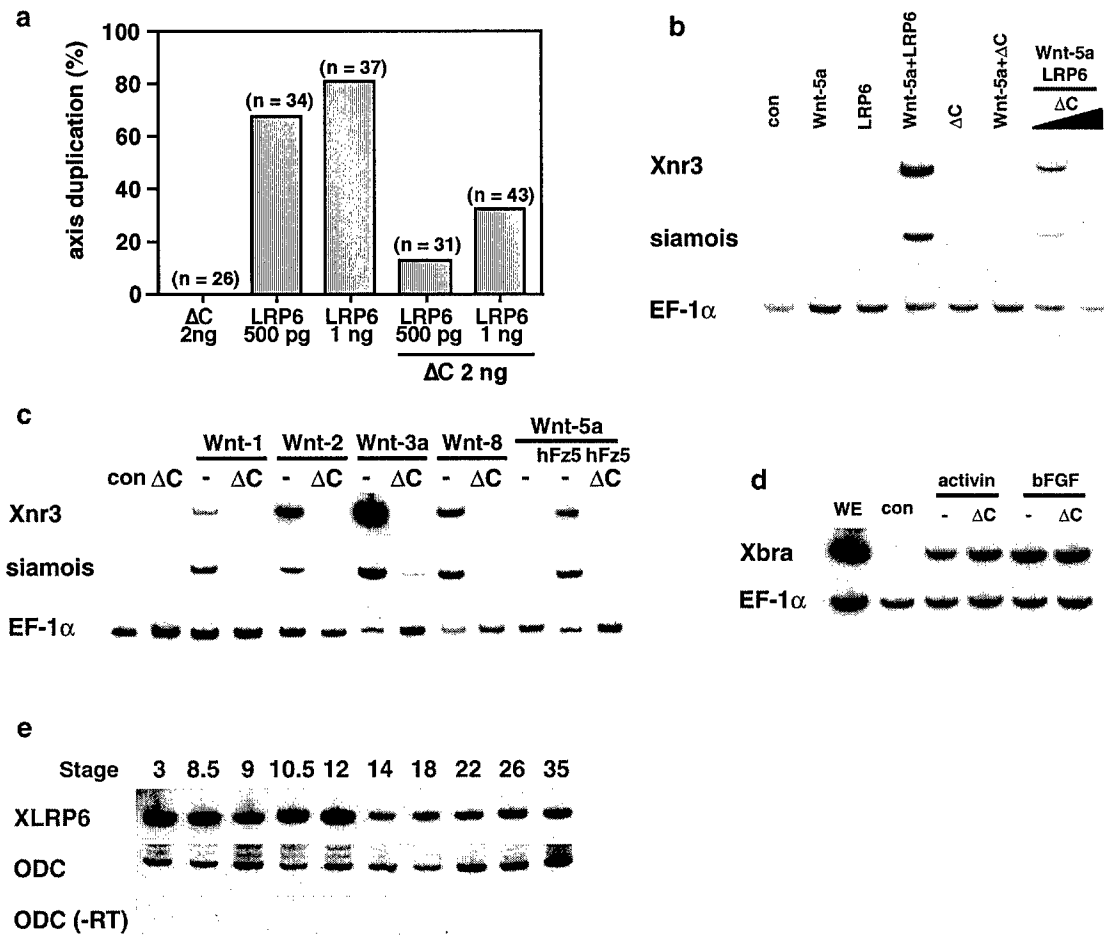 a
axis duplication (%)
100
80
60
40
20
0
(n = 26)
(n = 34)
(n = 37)
(n = 31)
(n = 43)
ΔC LRP6 LRP6 LRP6 LRP6
2ng 500 pg 1 ng 500 pg 1 ng
ΔC 2 ng
b
con
Wnt-5a
LRP6
Wnt-5a+LRP6
ΔC
Wnt-5a+ΔC
Wnt-5a
LRP6
ΔC
Xnr3
siamois
EF-1α
c
Wnt-1 Wnt-2 Wnt-3a Wnt-8 Wnt-5a
hFz5 hFz5
con ΔC - ΔC - ΔC - ΔC - ΔC - - ΔC
Xnr3
siamois
EF-1α
d
activin bFGF
WE con - ΔC - ΔC
Xbra
EF-1α
e
Stage 3 8.5 9 10.5 12 14 18 22 26 35
XLRP6
ODC
ODC (-RT)